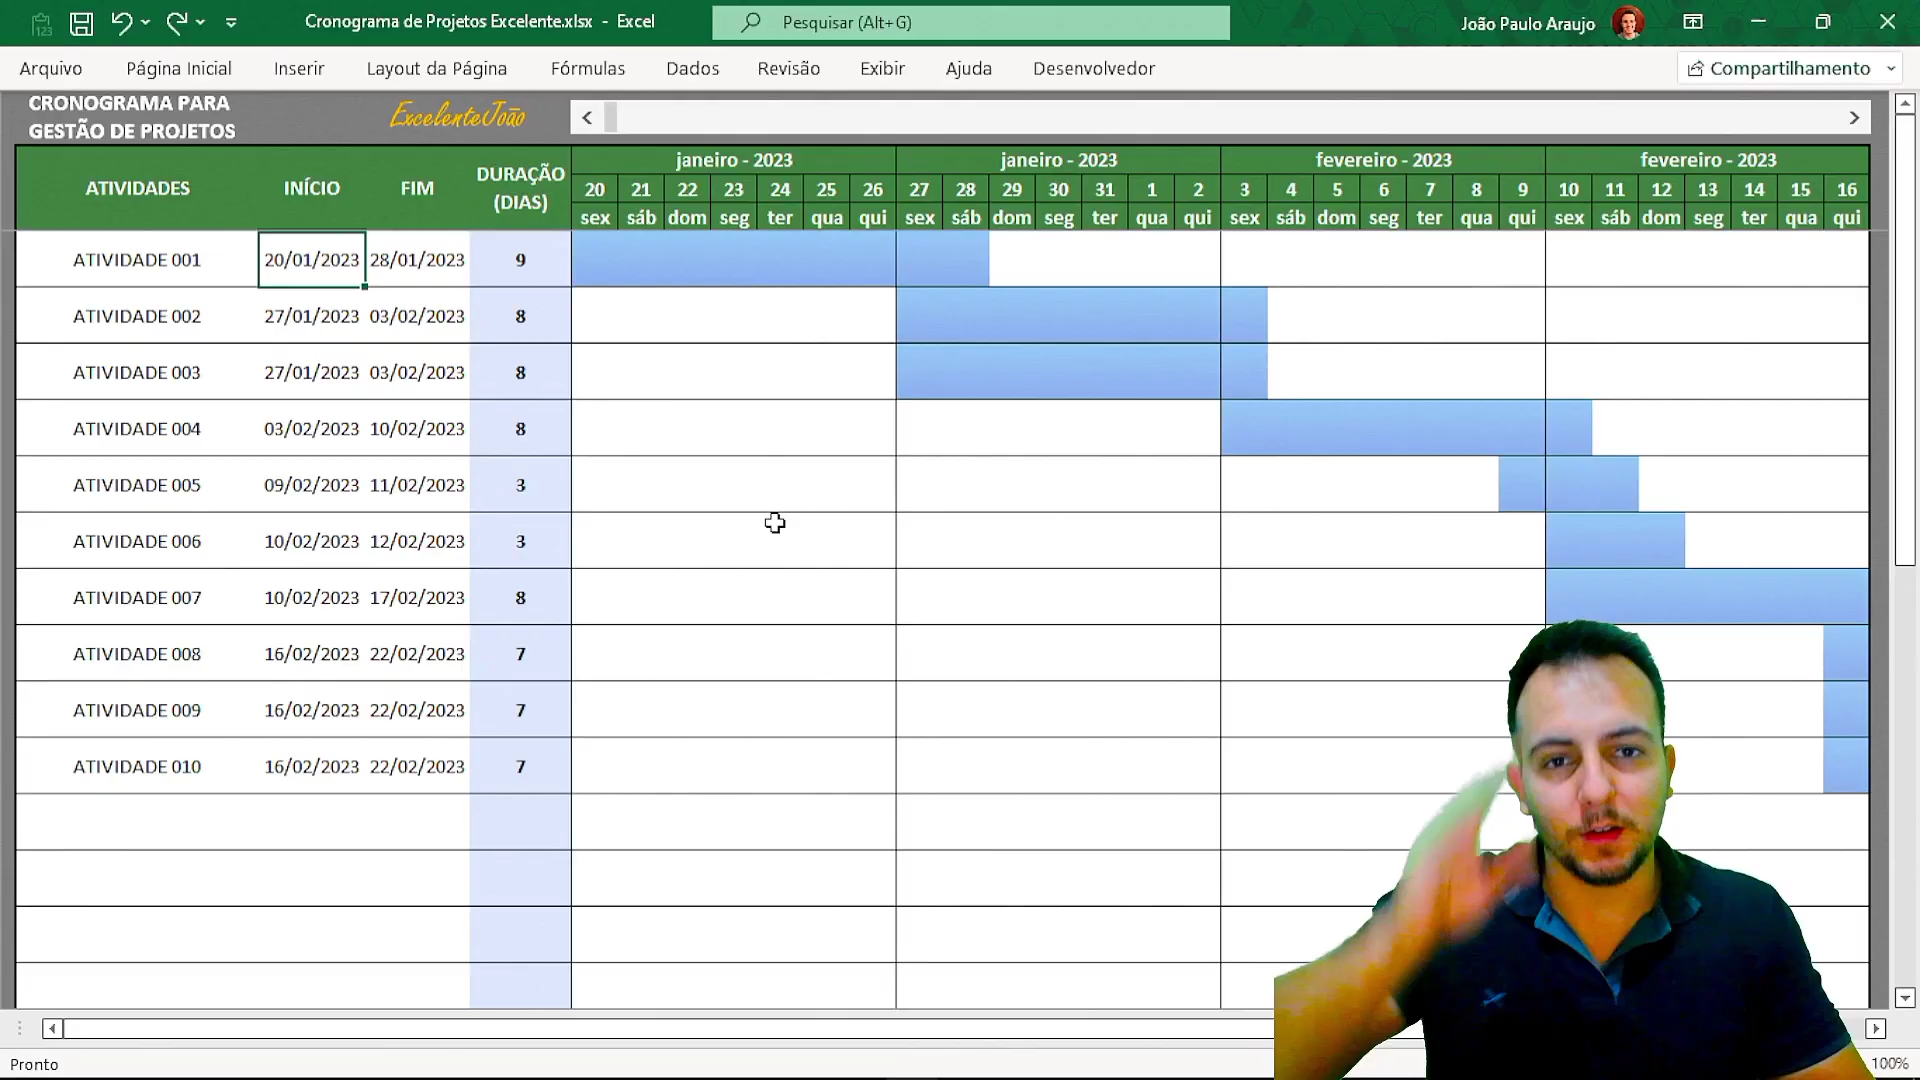 Cronograma de Projetos Excelente.xlsx - Excel
Pesquisar (Alt+G)
João Paulo Araujo
Arquivo Página Inicial Inserir Layout da Página Fórmulas Dados Revisão Exibir Ajuda Desenvolvedor Compartilhamento
CRONOGRAMA PARA
GESTÃO DE PROJETOS
ExcelenteJoão
ATIVIDADES INÍCIO FIM DURAÇÃO (DIAS)
janeiro - 2023 janeiro - 2023 fevereiro - 2023 fevereiro - 2023
20 21 22 23 24 25 26 27 28 29 30 31 1 2 3 4 5 6 7 8 9 10 11 12 13 14 15 16
sex sáb dom seg ter qua qui sex sáb dom seg ter qua qui sex sáb dom seg ter qua qui sex sáb dom seg ter qua qui
ATIVIDADE 001 20/01/2023 28/01/2023 9
ATIVIDADE 002 27/01/2023 03/02/2023 8
ATIVIDADE 003 27/01/2023 03/02/2023 8
ATIVIDADE 004 03/02/2023 10/02/2023 8
ATIVIDADE 005 09/02/2023 11/02/2023 3
ATIVIDADE 006 10/02/2023 12/02/2023 3
ATIVIDADE 007 10/02/2023 17/02/2023 8
ATIVIDADE 008 16/02/2023 22/02/2023 7
ATIVIDADE 009 16/02/2023 22/02/2023 7
ATIVIDADE 010 16/02/2023 22/02/2023 7
Pronto
100%